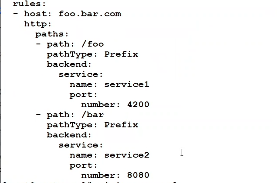 rules:
- host: foo.bar.com
  http:
    paths:
    - path: /foo
      pathType: Prefix
      backend:
        service:
          name: service1
          port:
            number: 4200
    - path: /bar
      pathType: Prefix
      backend:
        service:
          name: service2
          port:
            number: 8080